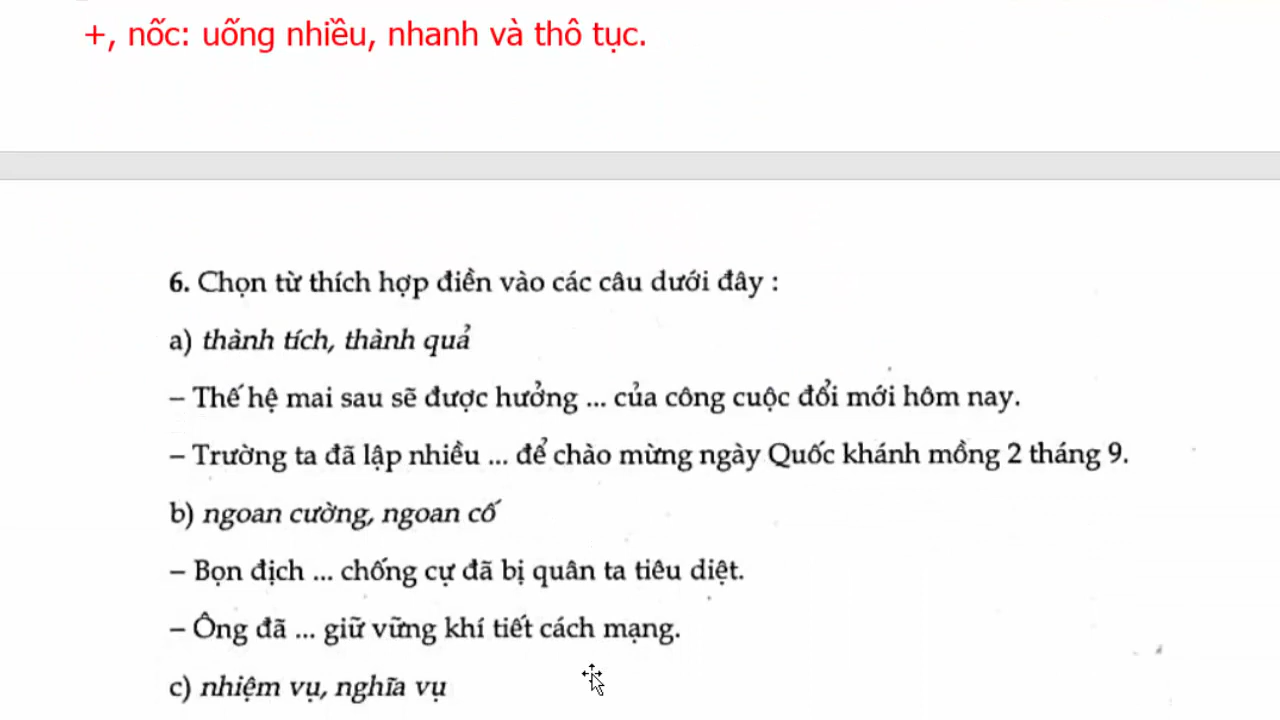 +, nốc: uống nhiều, nhanh và thô tục.
6. Chọn từ thích hợp điền vào các câu dưới đây :
a) thành tích, thành quả
– Thế hệ mai sau sẽ được hưởng ... của công cuộc đổi mới hôm nay.
– Trường ta đã lập nhiều ... để chào mừng ngày Quốc khánh mồng 2 tháng 9.
b) ngoan cường, ngoan cố
– Bọn địch ... chống cự đã bị quân ta tiêu diệt.
– Ông đã ... giữ vững khí tiết cách mạng.
c) nhiệm vụ, nghĩa vụ